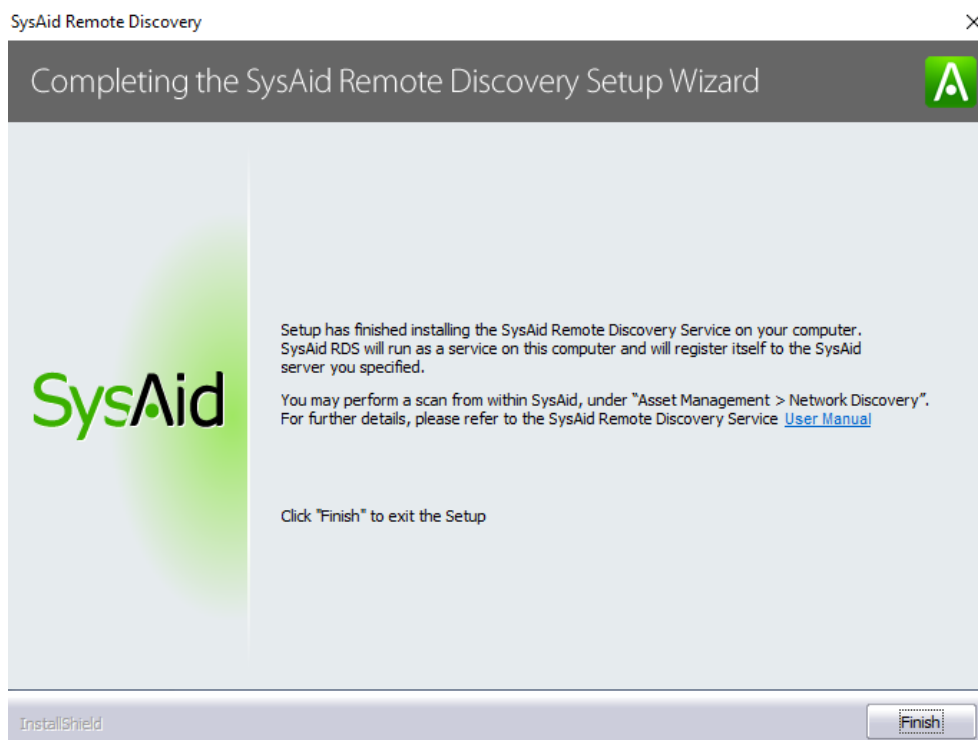 SysAid Remote Discovery
Completing the SysAid Remote Discovery Setup Wizard
SysAid
Setup has finished installing the SysAid Remote Discovery Service on your computer.
SysAid RDS will run as a service on this computer and will register itself to the SysAid
server you specified.
You may perform a scan from within SysAid, under “Asset Management > Network Discovery”.
For further details, please refer to the SysAid Remote Discovery Service User Manual
Click "Finish" to exit the Setup
InstallShield
Finish